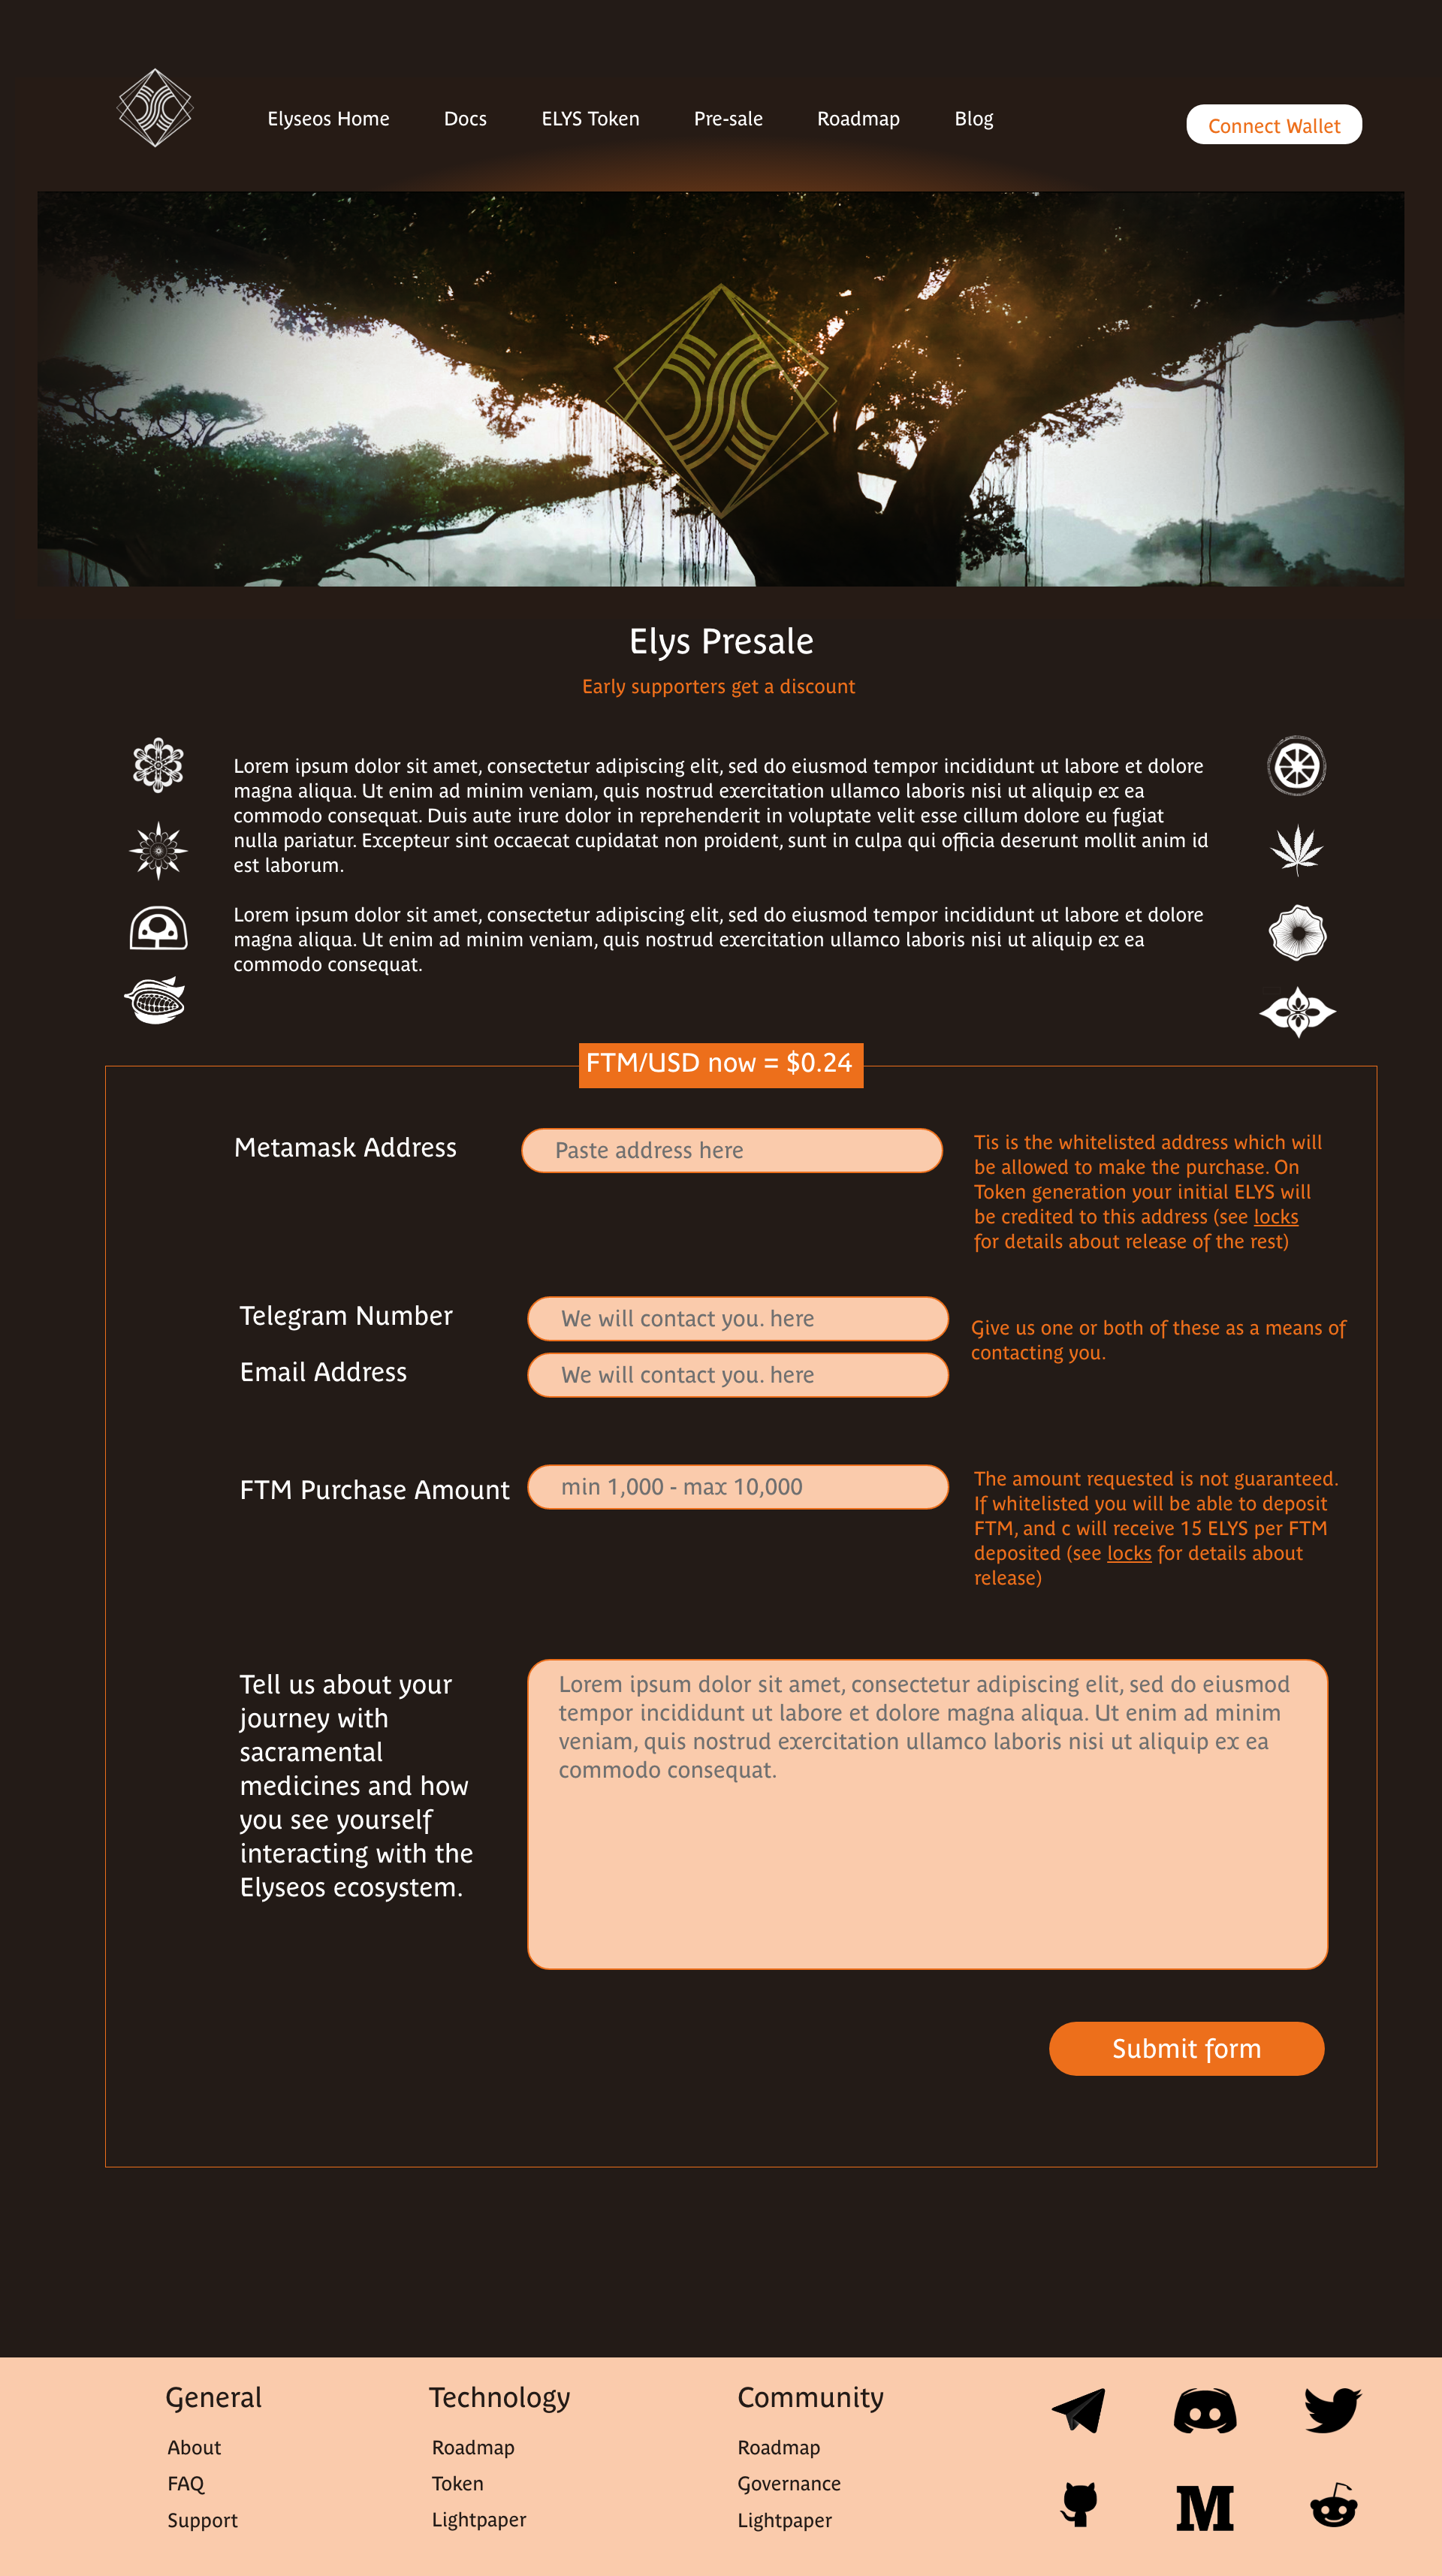 Elyseos Home Docs ELYS Token Pre-sale Roadmap Blog Connect Wallet
Elys Presale
Early supporters get a discount
Lorem ipsum dolor sit amet, consectetur adipiscing elit, sed do eiusmod tempor incididunt ut labore et dolore
magna aliqua. Ut enim ad minim veniam, quis nostrud exercitation ullamco laboris nisi ut aliquip ex ea
commodo consequat. Duis aute irure dolor in reprehenderit in voluptate velit esse cillum dolore eu fugiat
nulla pariatur. Excepteur sint occaecat cupidatat non proident, sunt in culpa qui officia deserunt mollit anim id
est laborum.
Lorem ipsum dolor sit amet, consectetur adipiscing elit, sed do eiusmod tempor incididunt ut labore et dolore
magna aliqua. Ut enim ad minim veniam, quis nostrud exercitation ullamco laboris nisi ut aliquip ex ea
commodo consequat.
FTM/USD now = $0.24
Metamask Address
Paste address here
Tis is the whitelisted address which will
be allowed to make the purchase. On
Token generation your initial ELYS will
be credited to this address (see locks
for details about release of the rest)
Telegram Number
We will contact you. here
Email Address
We will contact you. here
Give us one or both of these as a means of
contacting you.
FTM Purchase Amount
min 1,000 - max 10,000
The amount requested is not guaranteed.
If whitelisted you will be able to deposit
FTM, and c will receive 15 ELYS per FTM
deposited (see locks for details about
release)
Tell us about your
journey with
sacramental
medicines and how
you see yourself
interacting with the
Elyseos ecosystem.
Lorem ipsum dolor sit amet, consectetur adipiscing elit, sed do eiusmod
tempor incididunt ut labore et dolore magna aliqua. Ut enim ad minim
veniam, quis nostrud exercitation ullamco laboris nisi ut aliquip ex ea
commodo consequat.
Submit form
General
About
FAQ
Support
Technology
Roadmap
Token
Lightpaper
Community
Roadmap
Governance
Lightpaper
M